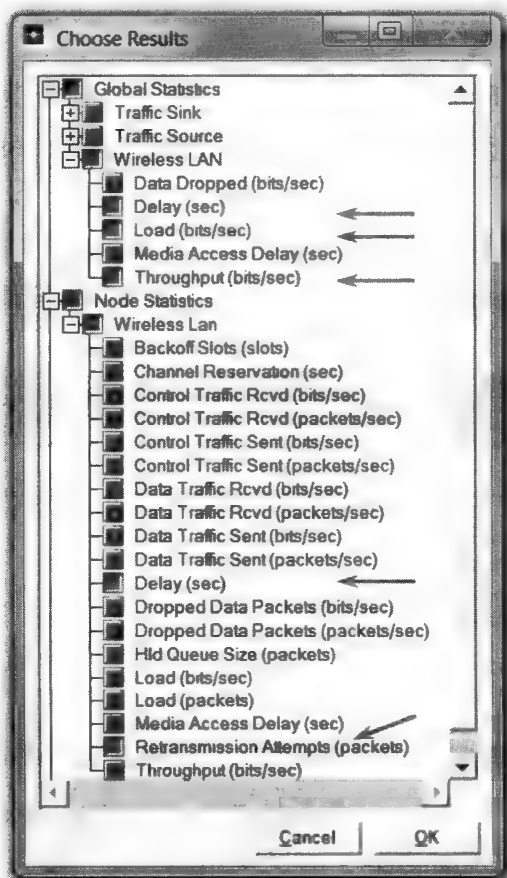 Choose Results
Global Statistics
Traffic Sink
Traffic Source
Wireless LAN
Data Dropped (bits/sec)
Delay (sec)
Load (bits/sec)
Media Access Delay (sec)
Throughput (bits/sec)
Node Statistics
Wireless Lan
Backoff Slots (slots)
Channel Reservation (sec)
Control Traffic Rcvd (bits/sec)
Control Traffic Rcvd (packets/sec)
Control Traffic Sent (bits/sec)
Control Traffic Sent (packets/sec)
Data Traffic Rcvd (bits/sec)
Data Traffic Rcvd (packets/sec)
Data Traffic Sent (bits/sec)
Data Traffic Sent (packets/sec)
Delay (sec)
Dropped Data Packets (bits/sec)
Dropped Data Packets (packets/sec)
Hld Queue Size (packets)
Load (bits/sec)
Load (packets)
Media Access Delay (sec)
Retransmission Attempts (packets)
Throughput (bits/sec)
Cancel OK